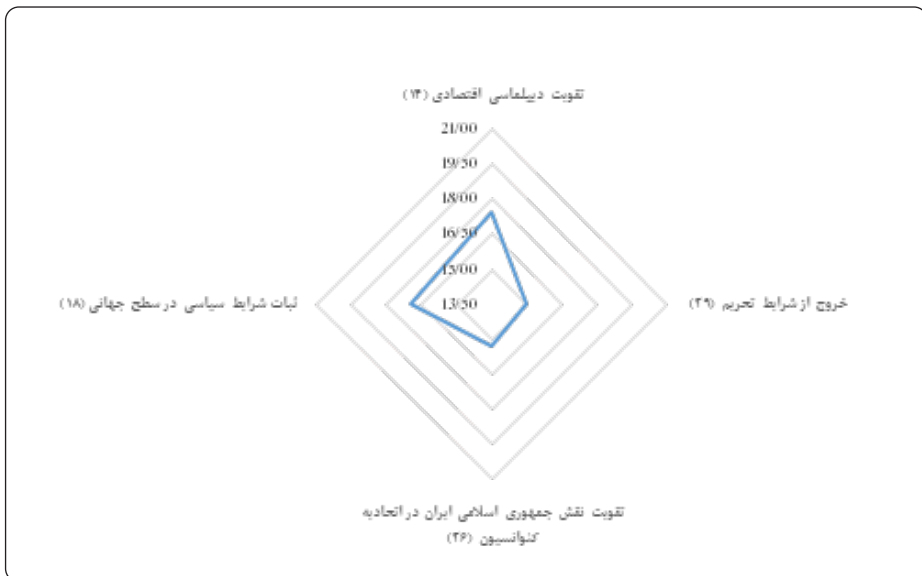 تقویت دیپلماسی اقتصادی (۱۴)
21/00
19/50
18/00
16/50
15/00
13/50
خروج از شرایط تحریم (۲۹)
ثبات شرایط سیاسی در سطح جهانی (۱۸)
تقویت نقش جمهوری اسلامی ایران در اتحادیه
کنوانسیون (۲۶)